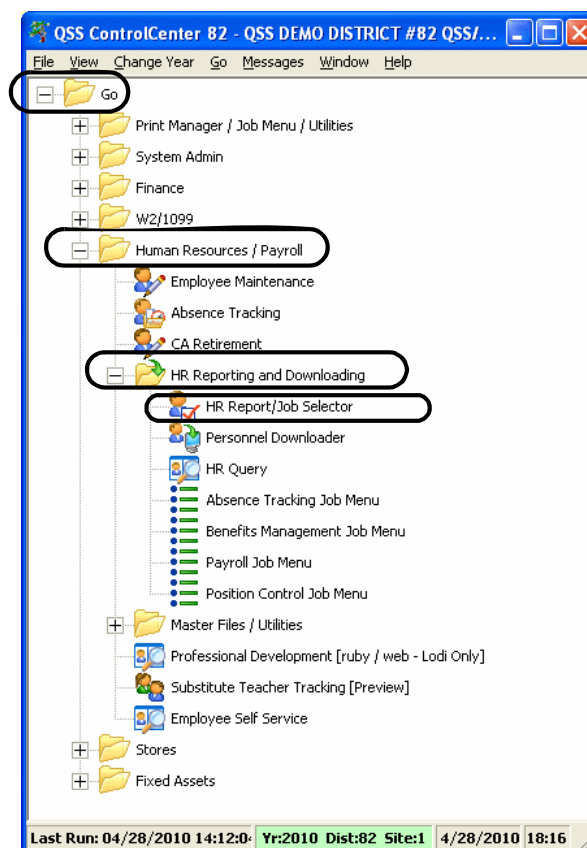 QSS ControlCenter 82 - QSS DEMO DISTRICT #82 QSS/...
File View Change Year Go Messages Window Help
Go
Print Manager / Job Menu / Utilities
System Admin
Finance
W2/1099
Human Resources / Payroll
Employee Maintenance
Absence Tracking
CA Retirement
HR Reporting and Downloading
HR Report/Job Selector
Personnel Downloader
HR Query
Absence Tracking Job Menu
Benefits Management Job Menu
Payroll Job Menu
Position Control Job Menu
Master Files / Utilities
Professional Development [ruby / web - Lodi Only]
Substitute Teacher Tracking [Preview]
Employee Self Service
Stores
Fixed Assets
Last Run: 04/28/2010 14:12:04 Yr:2010 Dist:82 Site:1 4/28/2010 18:16